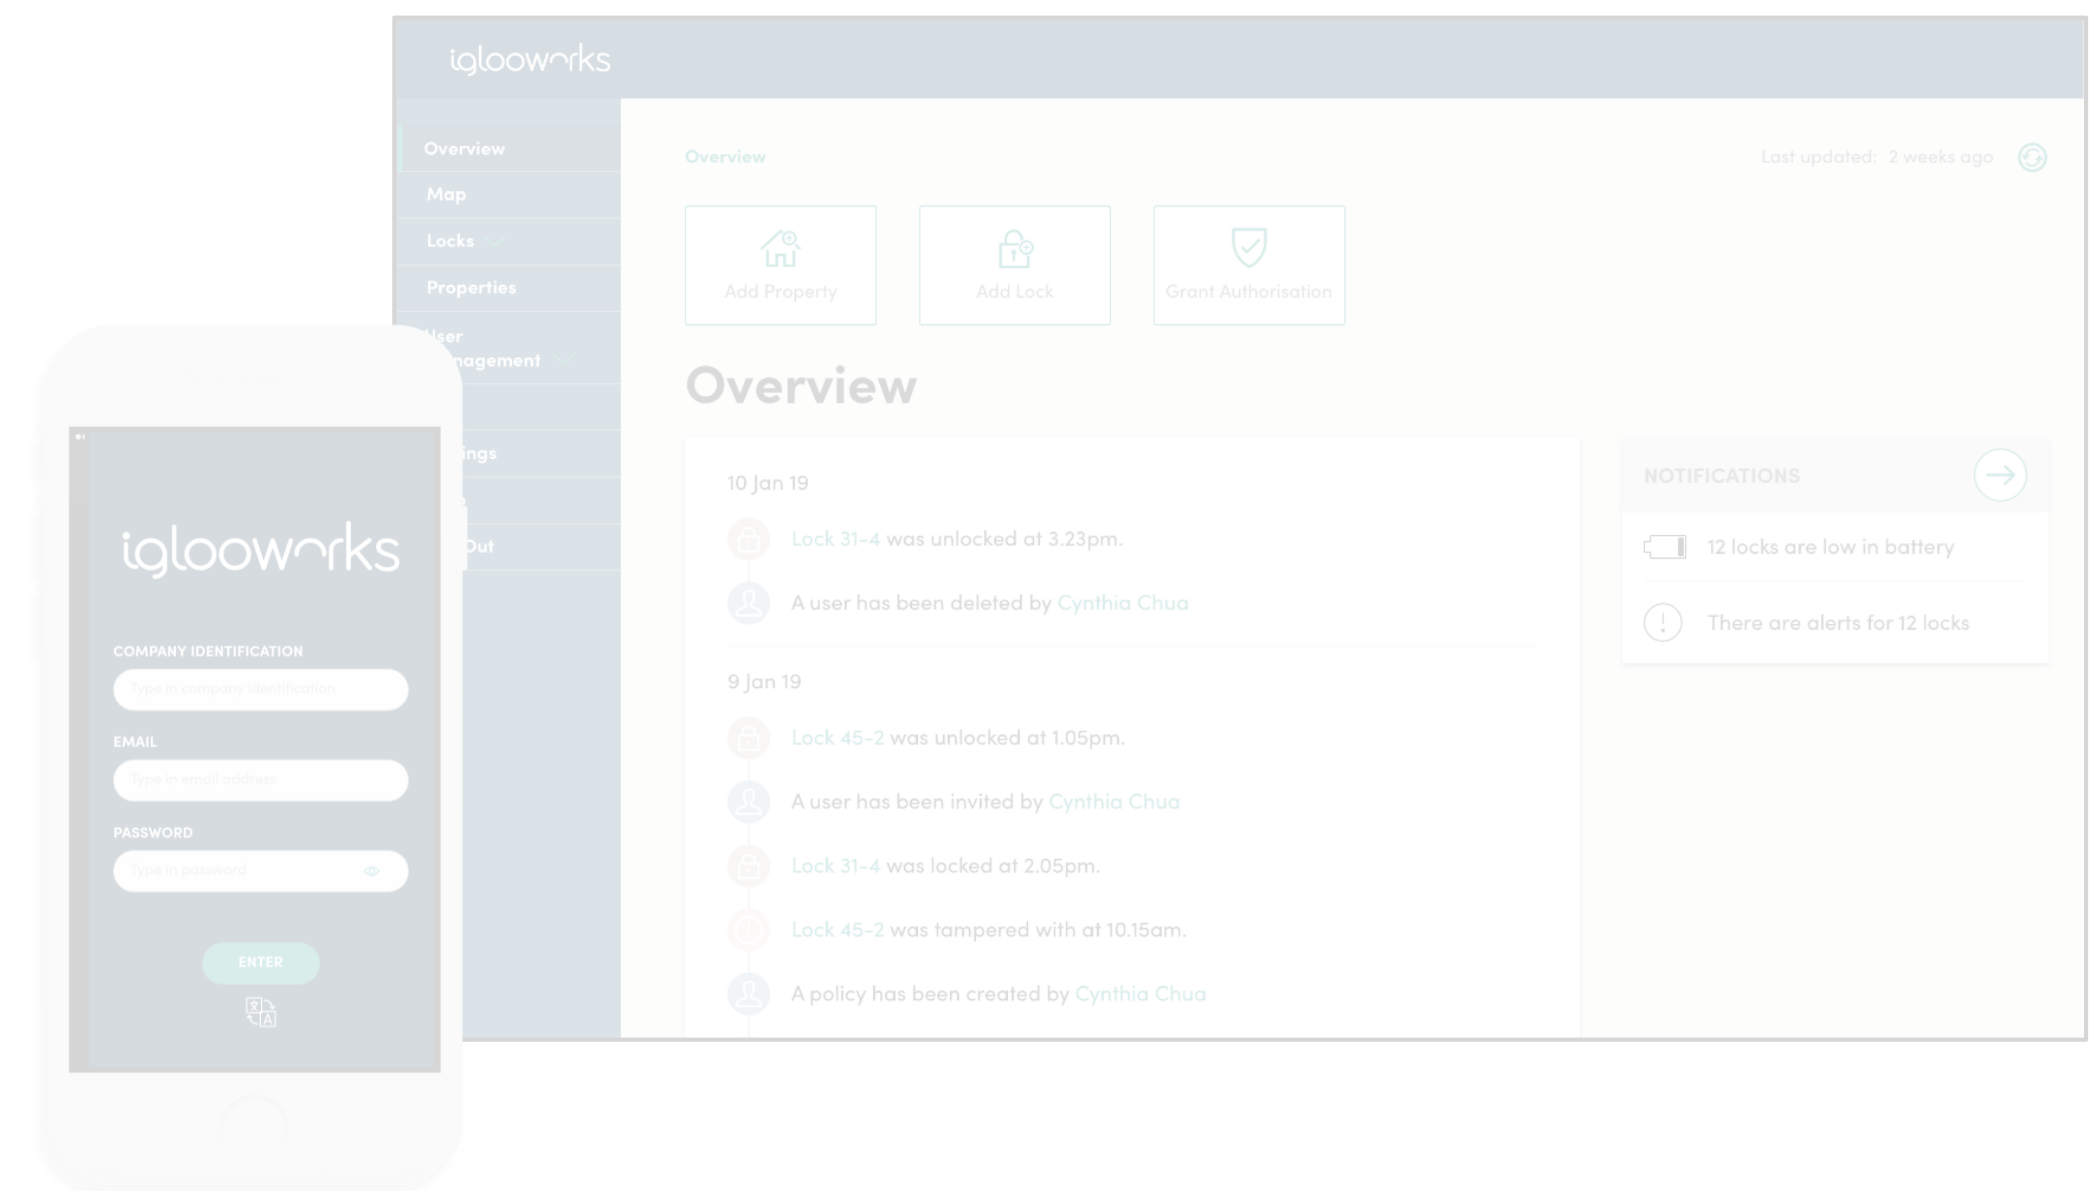 iglooworks
Overview
Map
Locks
Properties
User
nagement
ings
Out
Overview
Last updated: 2 weeks ago
Add Property
Add Lock
Grant Authorisation
Overview
10 Jan 19
Lock 31-4 was unlocked at 3.23pm.
A user has been deleted by Cynthia Chua
9 Jan 19
Lock 45-2 was unlocked at 1.05pm.
A user has been invited by Cynthia Chua
Lock 31-4 was locked at 2.05pm.
Lock 45-2 was tampered with at 10.15am.
A policy has been created by Cynthia Chua
NOTIFICATIONS
12 locks are low in battery
There are alerts for 12 locks
iglooworks
COMPANY IDENTIFICATION
Type in company identification
EMAIL
Type in email address
PASSWORD
Type in password
ENTER